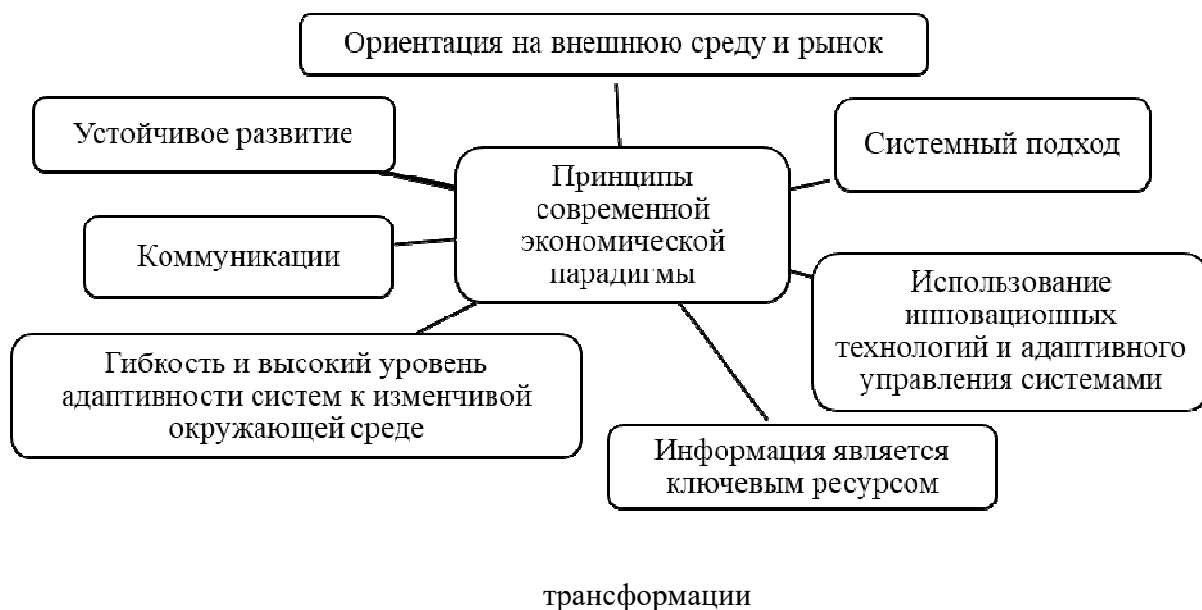 Ориентация на внешнюю среду и рынок
Устойчивое развитие
Системный подход
Принципы
современной
экономической
парадигмы
Коммуникации
Использование
инновационных
технологий и адаптивного
управления системами
Гибкость и высокий уровень
адаптивности систем к изменчивой
окружающей среде
Информация является
ключевым ресурсом
трансформации